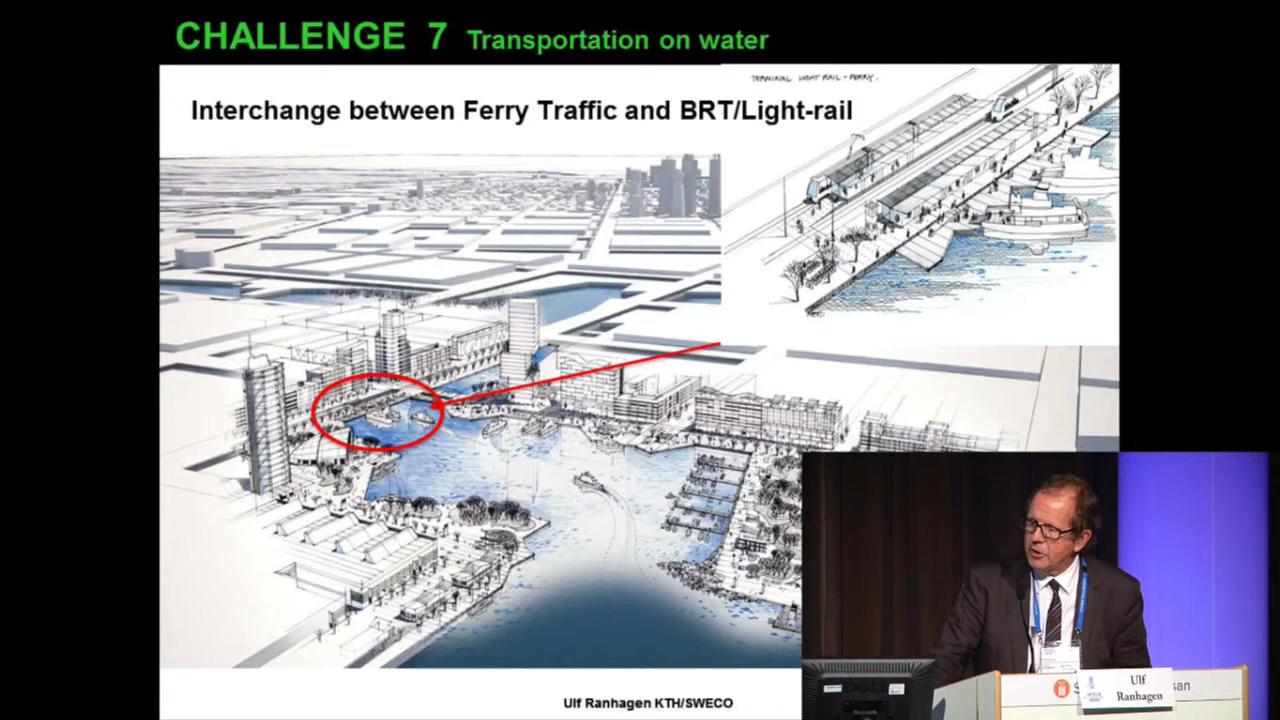 CHALLENGE 7 Transportation on water
TERMINAL LIGHT RAIL - FERRY.
Interchange between Ferry Traffic and BRT/Light-rail
Ulf Ranhagen KTH/SWECO
Ulf
Ranhagen